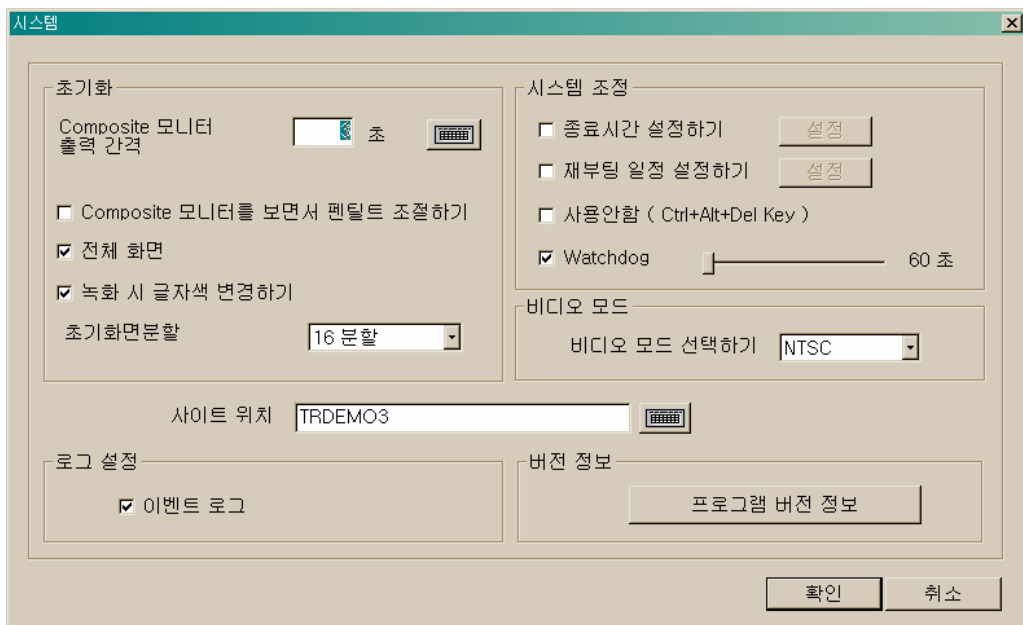 시스템
초기화
Composite 모니터
출력 간격
3 초
Composite 모니터를 보면서 펜틸트 조절하기
전체 화면
녹화 시 글자색 변경하기
초기화면분할 16 분할
시스템 조정
종료시간 설정하기 설정
재부팅 일정 설정하기 설정
사용안함 ( Ctrl+Alt+Del Key )
Watchdog 60 초
비디오 모드
비디오 모드 선택하기 NTSC
사이트 위치 TRDEMO3
로그 설정
이벤트 로그
버전 정보
프로그램 버전 정보
확인 취소